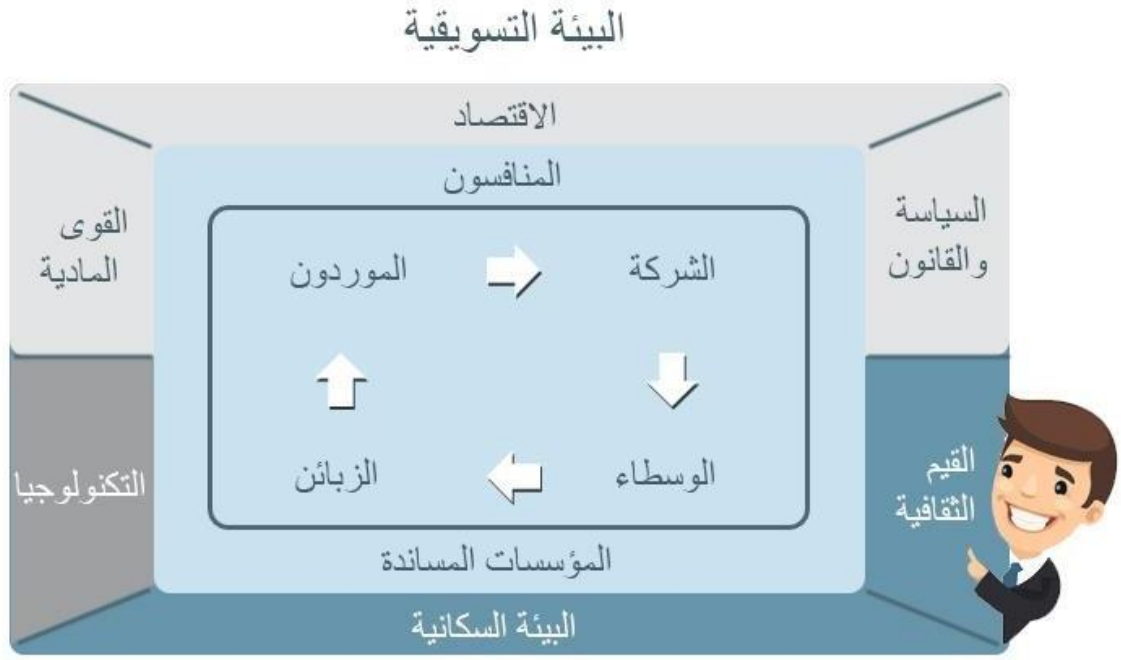 البيئة التسويقية
الاقتصاد
المنافسون
السياسة
والقانون
القوى
المادية
الشركة
الموردون
الوسطاء
الزبائن
القيم
الثقافية
التكنولوجيا
المؤسسات المساندة
البيئة السكانية